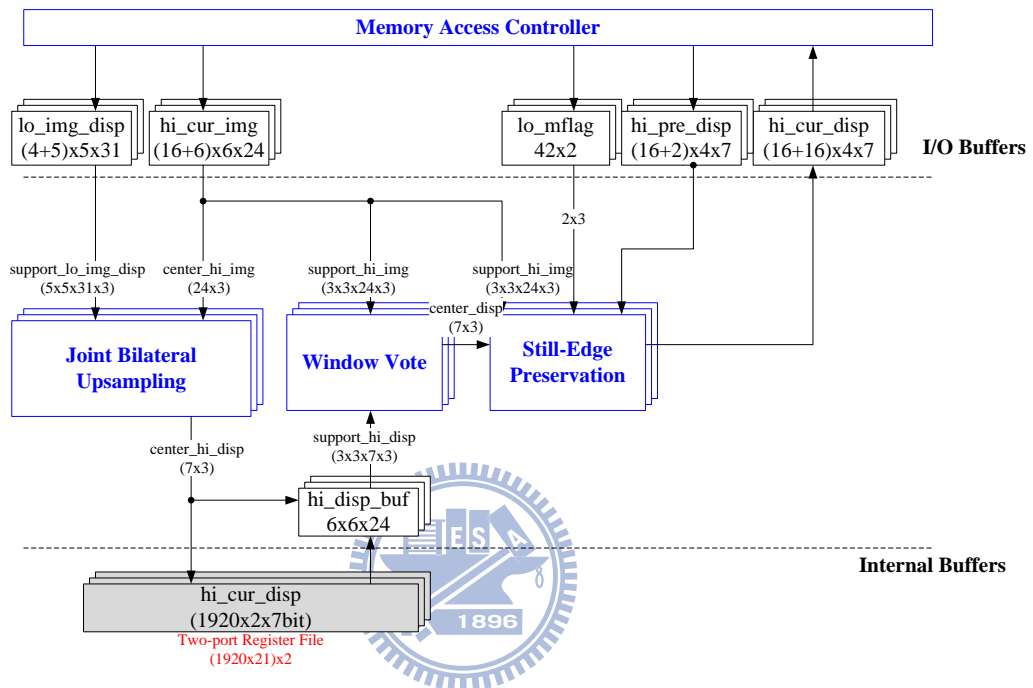 Memory Access Controller
lo_img_disp
(4+5)x5x31
hi_cur_img
(16+6)x6x24
lo_mflag
42x2
hi_pre_disp
(16+2)x4x7
hi_cur_disp
(16+16)x4x7
I/O Buffers
2x3
support_lo_img_disp
(5x5x31x3)
center_hi_img
(24x3)
support_hi_img
(3x3x24x3)
support_hi_img
(3x3x24x3)
center_disp
(7x3)
Joint Bilateral
Upsampling
Window Vote
Still-Edge
Preservation
center_hi_disp
(7x3)
support_hi_disp
(3x3x7x3)
hi_disp_buf
6x6x24
E S A
Internal Buffers
hi_cur_disp
(1920x2x7bit)
1896
Two-port Register File
(1920x21)x2